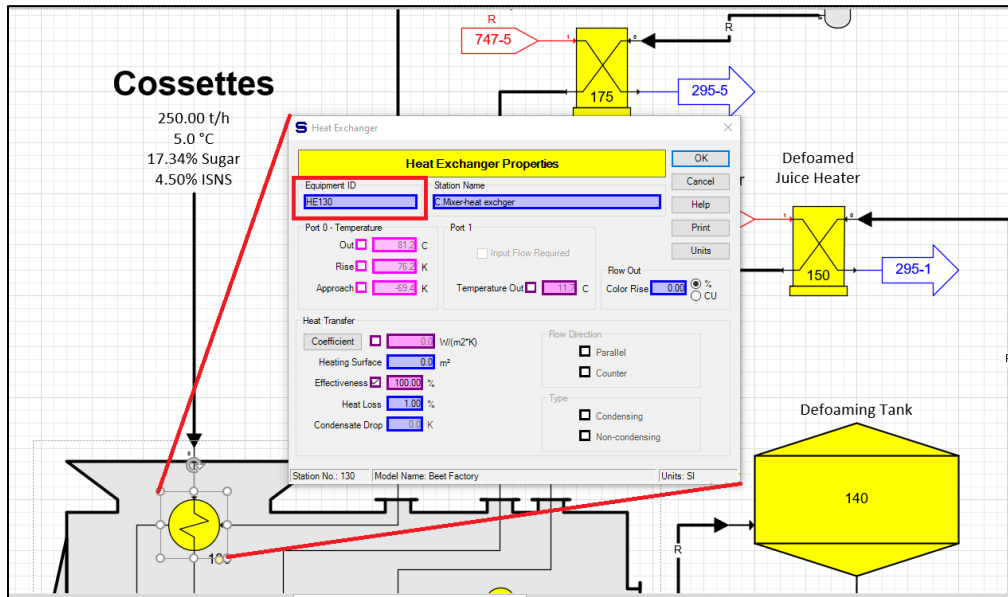 R
747-5
1
0
R
175
295-5
Cossettes
250.00 t/h
5.0 °C
17.34% Sugar
4.50% ISNS
S Heat Exchanger
Heat Exchanger Properties
OK
Equipment ID
Station Name
Cancel
HE130
C.Mixer-heat exchger
Help
Port 0 - Temperature
Port 1
Print
Out 81.2 C
Input Flow Required
Units
Rise 76.2 K
Flow Out
Approach -69.4 K
Temperature Out 11.7 C
Color Rise 0.00 %
CU
Heat Transfer
Coefficient 0.0 W/(m2*K)
Flow Direction
Parallel
Heating Surface 0.0 m²
Counter
Effectiveness 100.00 %
Heat Loss 1.00 %
Type
Condensate Drop 0.0 K
Condensing
Non-condensing
Station No.: 130
Model Name: Beet Factory
Units: SI
Defoamed
Juice Heater
1
0
150
295-1
Defoaming Tank
140
R
0